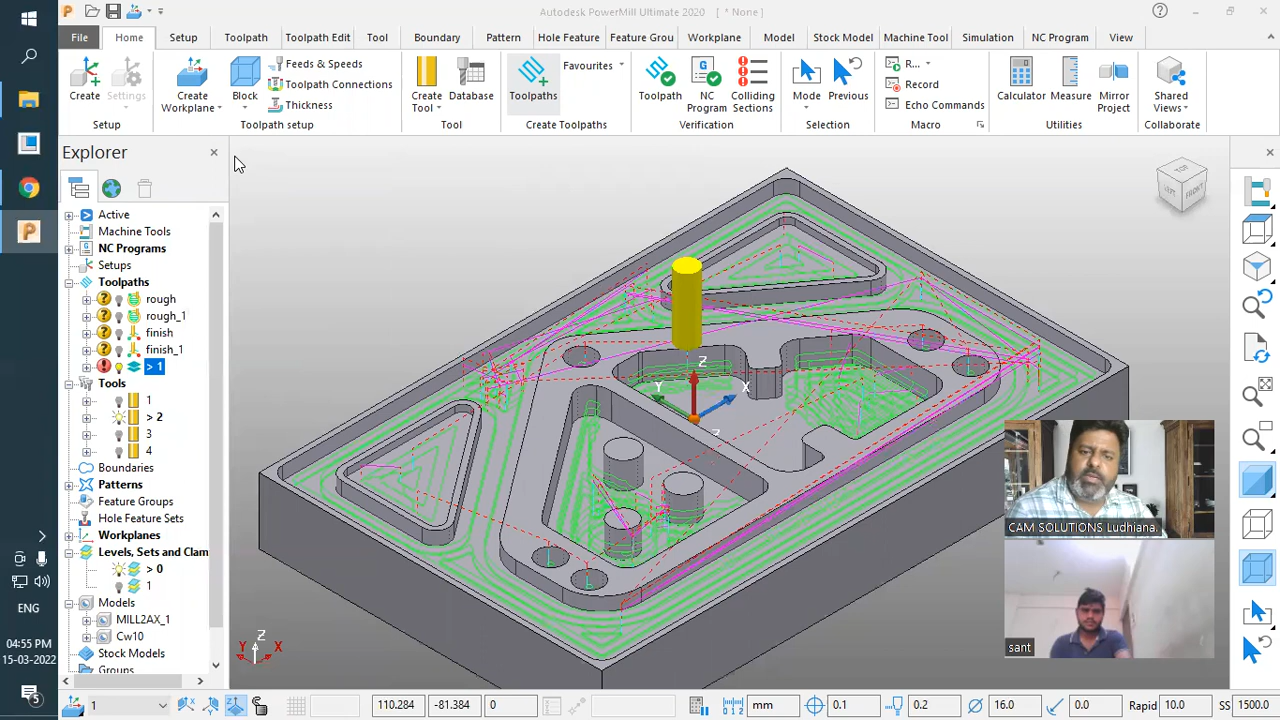 Autodesk PowerMill Ultimate 2020 [ * None ]
File Home Setup Toolpath Toolpath Edit Tool Boundary Pattern Hole Feature Feature Grou Workplane Model Stock Model Machine Tool Simulation NC Program View
Create
Settings
Setup
Create Workplane
Block
Feeds & Speeds
Toolpath Connections
Thickness
Toolpath setup
Create Tool
Database
Tool
Toolpaths
Favourites
Create Toolpaths
Toolpath
NC Program
Colliding Sections
Verification
Mode
Previous
Selection
R...
Record
Echo Commands
Macro
Calculator
Measure
Mirror Project
Utilities
Shared Views
Collaborate
Explorer
Active
Machine Tools
NC Programs
Setups
Toolpaths
rough
rough_1
finish
finish_1
> 1
Tools
1
> 2
3
4
Boundaries
Patterns
Feature Groups
Hole Feature Sets
Workplanes
Levels, Sets and Clam
> 0
1
Models
MILL2AX_1
Cw10
Stock Models
Groups
TOP
LEFT
FRONT
Z
Y
X
Z
Z
Y
X
CAM SOLUTIONS Ludhiana.
sant
ENG
04:55 PM
15-03-2022
5
1
110.284
-81.384
0
mm
0.1
0.2
16.0
0.0
Rapid 10.0
SS 1500.0